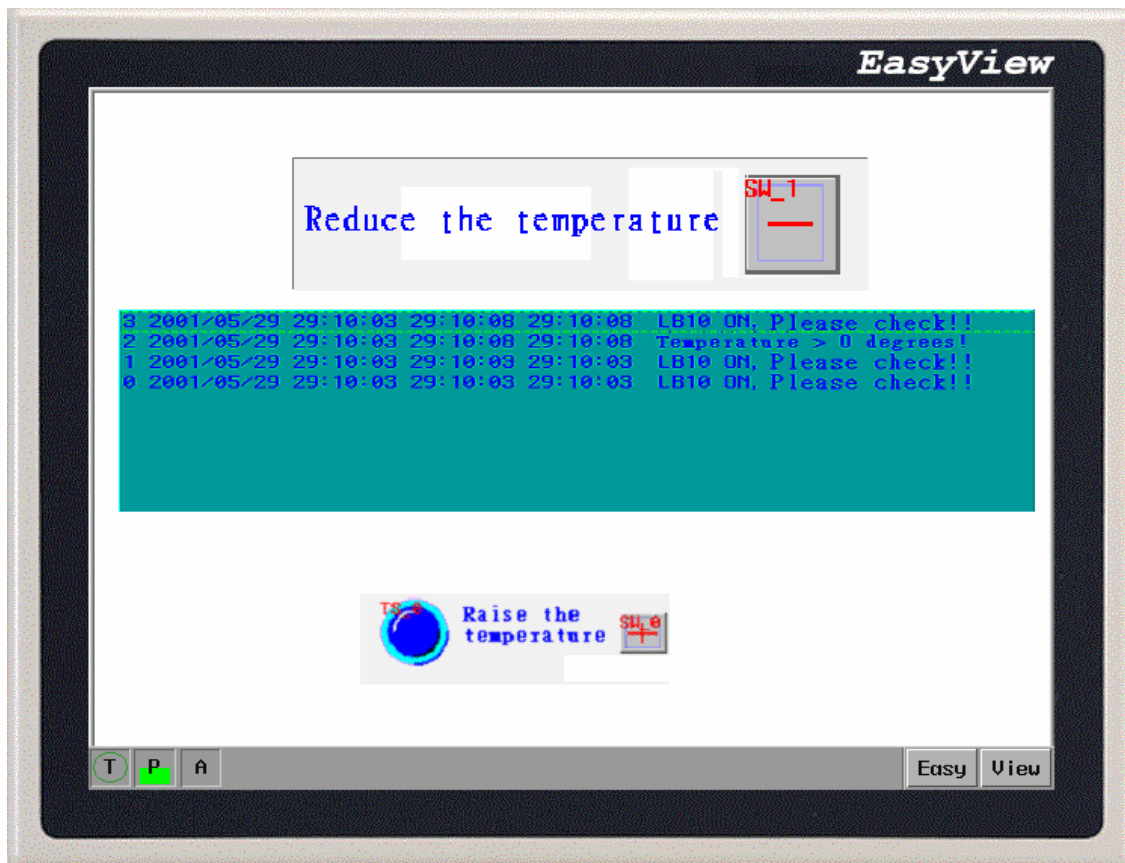 EasyView
SW_1
Reduce the temperature
3 2001/05/29 29:10:03 29:10:08 29:10:08 LB10 ON, Please check!!
2 2001/05/29 29:10:03 29:10:08 29:10:08 Temperature > 0 degrees!
1 2001/05/29 29:10:03 29:10:03 29:10:03 LB10 ON, Please check!!
0 2001/05/29 29:10:03 29:10:03 29:10:03 LB10 ON, Please check!!
TS_0
Raise the
temperature
SW_0
T P A
Easy View